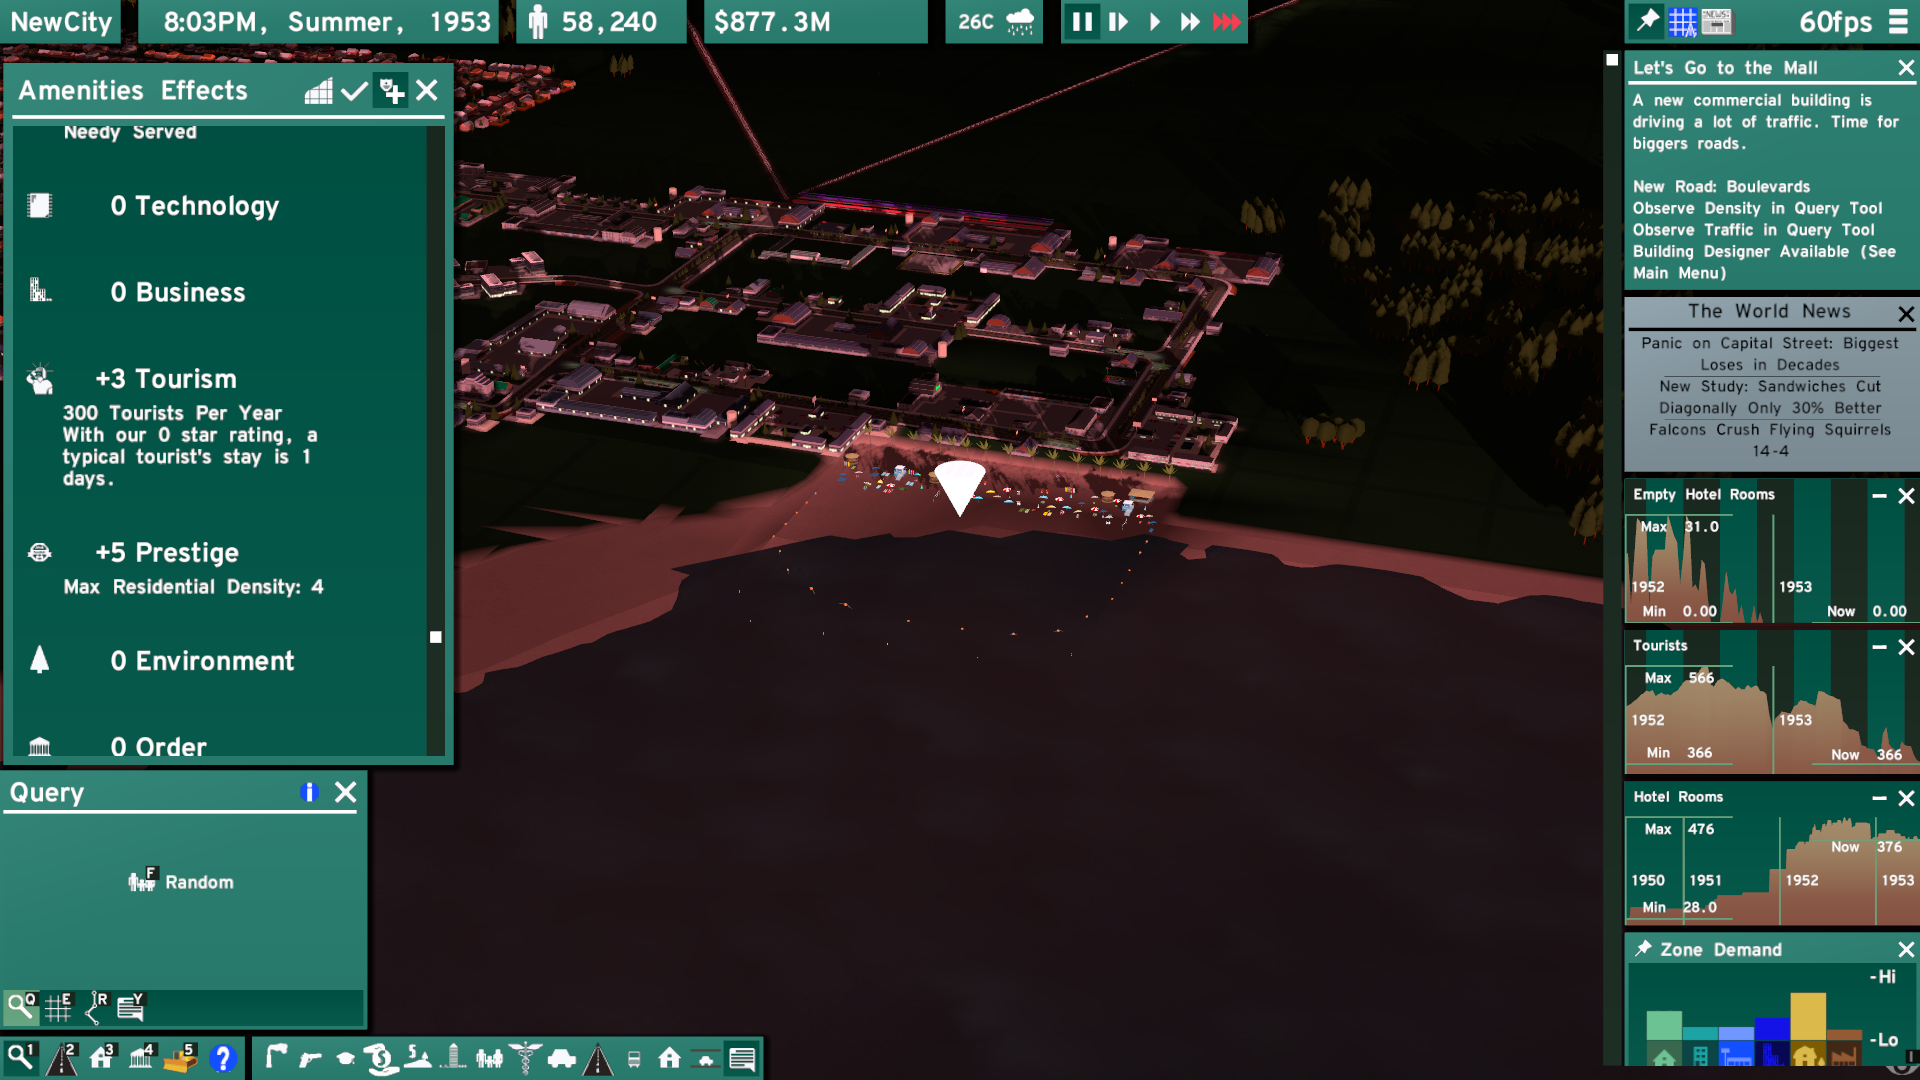 NewCity
8:03PM, Summer, 1953
58,240
$877.3M
26C
NEWS
60fps
Amenities Effects
Needy Served
0 Technology
0 Business
+3 Tourism
300 Tourists Per Year
With our 0 star rating, a
typical tourist's stay is 1
days.
+5 Prestige
Max Residential Density: 4
0 Environment
0 Order
Query
i
F
Random
Q
E
R
Y
1
2
3
4
5
?
Let's Go to the Mall
A new commercial building is
driving a lot of traffic. Time for
biggers roads.
New Road: Boulevards
Observe Density in Query Tool
Observe Traffic in Query Tool
Building Designer Available (See
Main Menu)
The World News
Panic on Capital Street: Biggest
Loses in Decades
New Study: Sandwiches Cut
Diagonally Only 30% Better
Falcons Crush Flying Squirrels
14-4
Empty Hotel Rooms
Max 31.0
1952 1953
Min 0.00 Now 0.00
Tourists
Max 566
1952 1953
Min 366 Now 366
Hotel Rooms
Max 476
Now 376
1950 1951 1952 1953
Min 28.0
Zone Demand
-Hi
-Lo